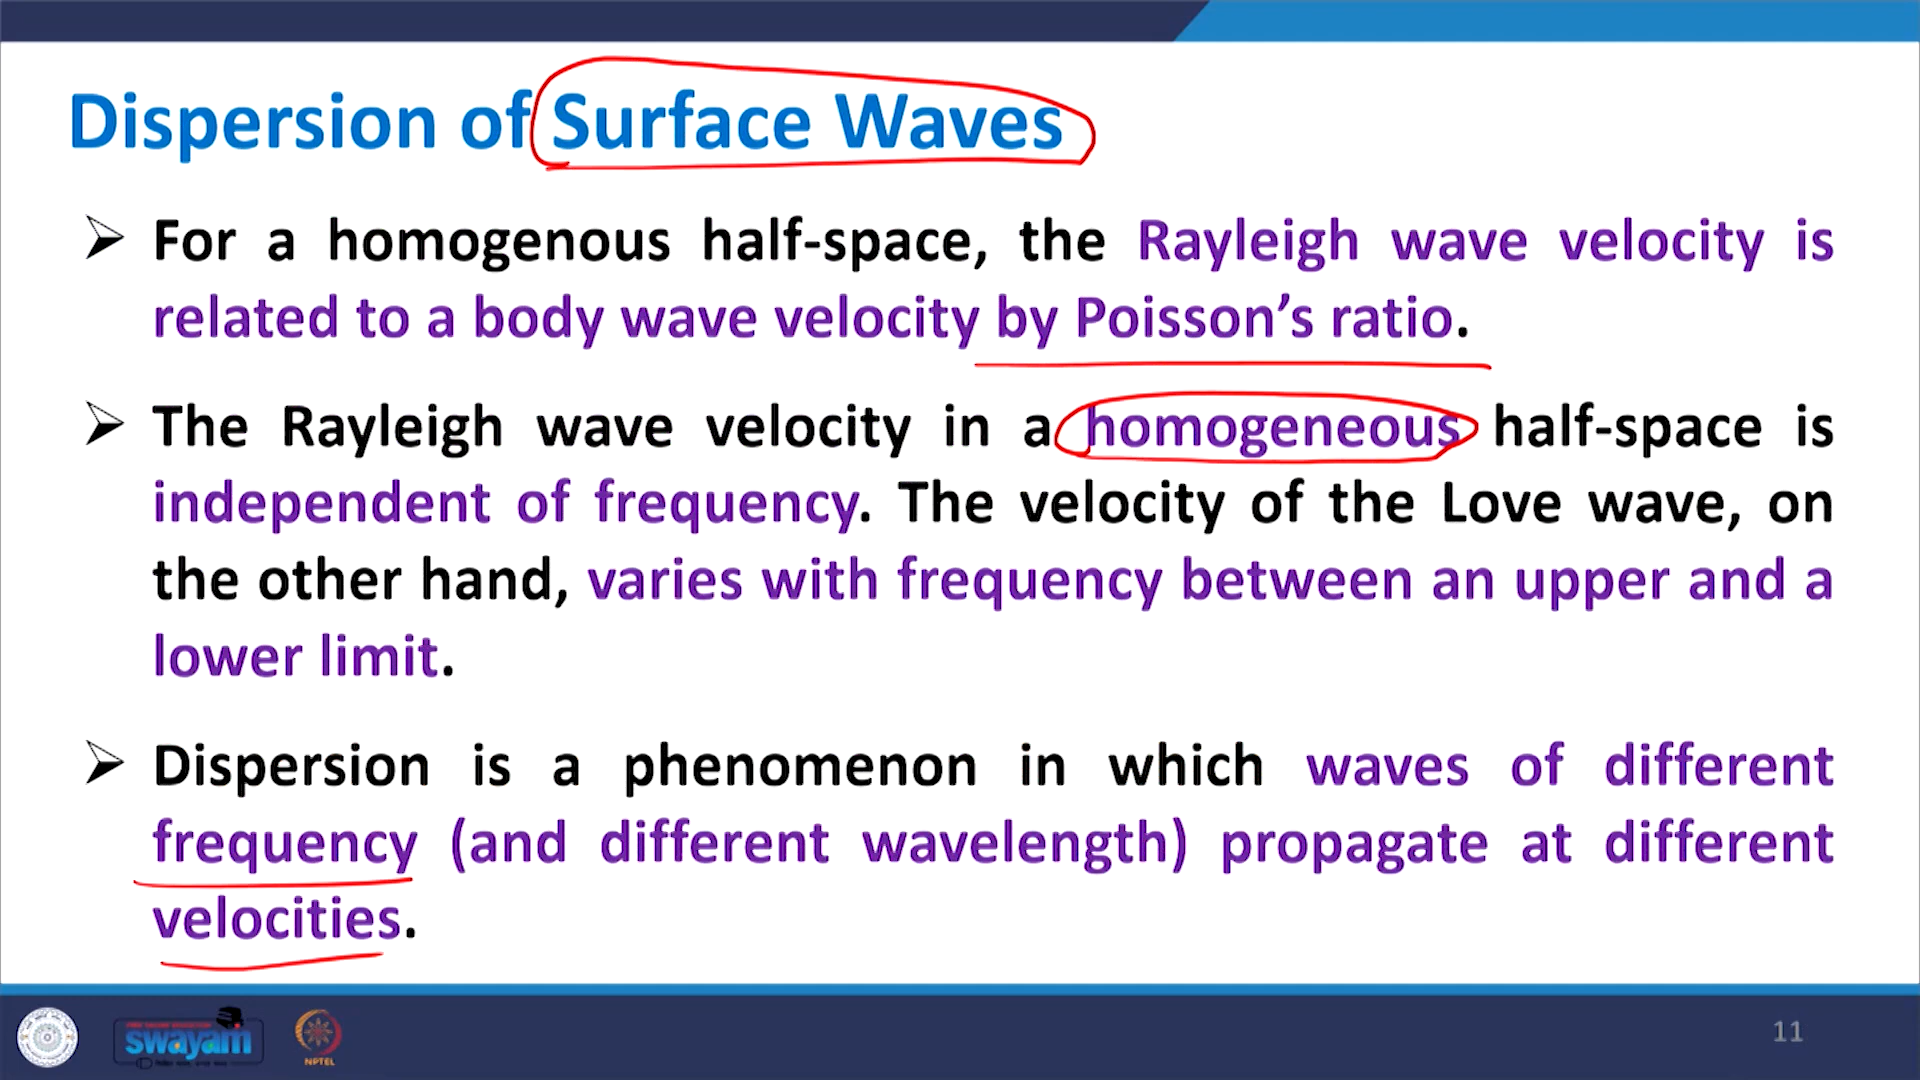 Dispersion of Surface Waves
For a homogenous half-space, the Rayleigh wave velocity is
related to a body wave velocity by Poisson's ratio.
The Rayleigh wave velocity in a homogeneous half-space is
independent of frequency. The velocity of the Love wave, on
the other hand, varies with frequency between an upper and a
lower limit.
Dispersion is a phenomenon in which waves of different
frequency (and different wavelength) propagate at different
velocities.
swayam
NPTEL
11